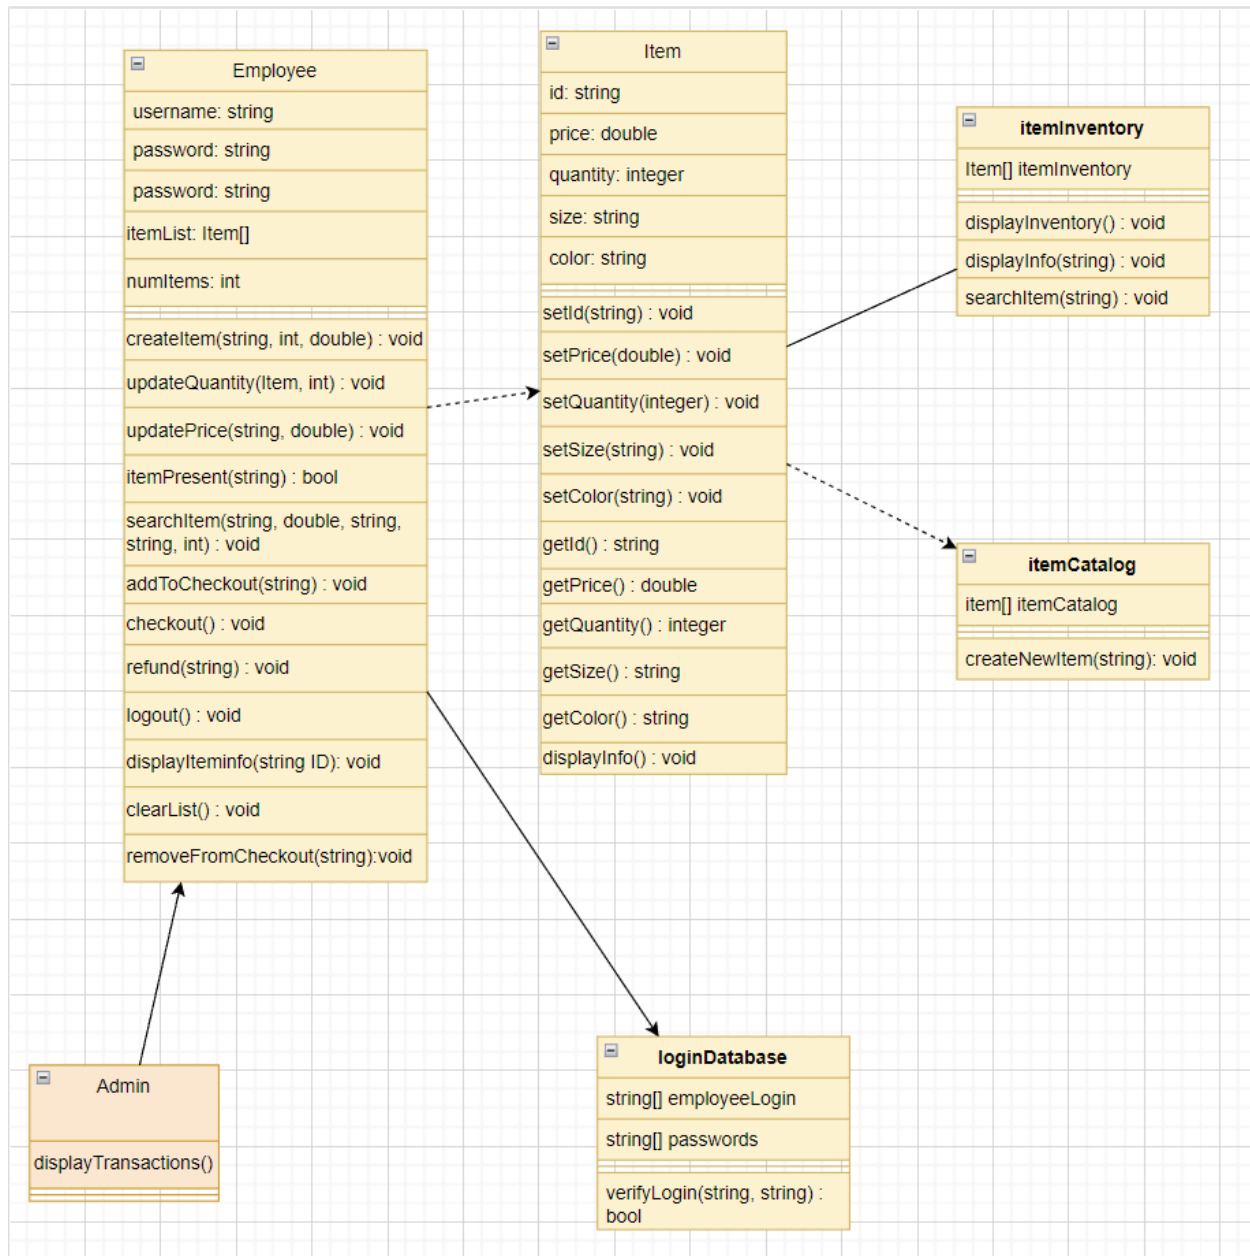 Employee
username: string
password: string
password: string
itemList: Item[]
numItems: int
createItem(string, int, double) : void
updateQuantity(Item, int) : void
updatePrice(string, double) : void
itemPresent(string) : bool
searchItem(string, double, string,
string, int) : void
addToCheckout(string) : void
checkout() : void
refund(string) : void
logout() : void
displayIteminfo(string ID): void
clearList() : void
removeFromCheckout(string):void
Item
id: string
price: double
quantity: integer
size: string
color: string
setId(string) : void
setPrice(double) : void
setQuantity(integer) : void
setSize(string) : void
setColor(string) : void
getId() : string
getPrice() : double
getQuantity() : integer
getSize() : string
getColor() : string
displayInfo() : void
itemInventory
Item[] itemInventory
displayInventory() : void
displayInfo(string) : void
searchItem(string) : void
itemCatalog
item[] itemCatalog
createNewItem(string): void
Admin
displayTransactions()
loginDatabase
string[] employeeLogin
string[] passwords
verifyLogin(string, string) :
bool